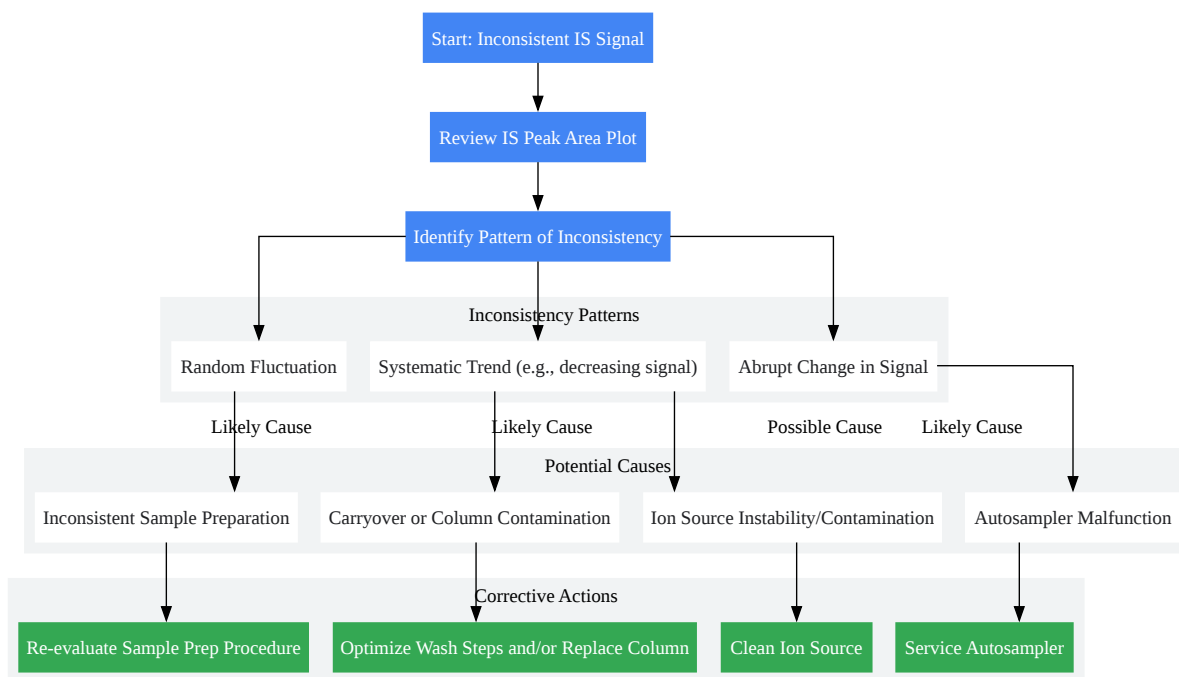 Start: Inconsistent IS Signal
Review IS Peak Area Plot
Identify Pattern of Inconsistency
Inconsistency Patterns
Random Fluctuation
Systematic Trend (e.g., decreasing signal)
Abrupt Change in Signal
Likely Cause
Likely Cause
Possible Cause
Likely Cause
Potential Causes
Inconsistent Sample Preparation
Carryover or Column Contamination
Ion Source Instability/Contamination
Autosampler Malfunction
Corrective Actions
Re-evaluate Sample Prep Procedure
Optimize Wash Steps and/or Replace Column
Clean Ion Source
Service Autosampler